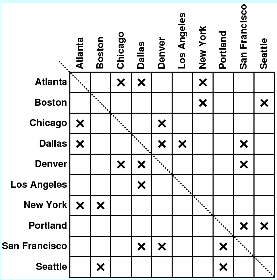 Atlanta
Boston
Chicago
Dallas
Denver
Los Angeles
New York
Portland
San Francisco
Seattle
Atlanta
Boston
Chicago
Dallas
Denver
Los Angeles
New York
Portland
San Francisco
Seattle